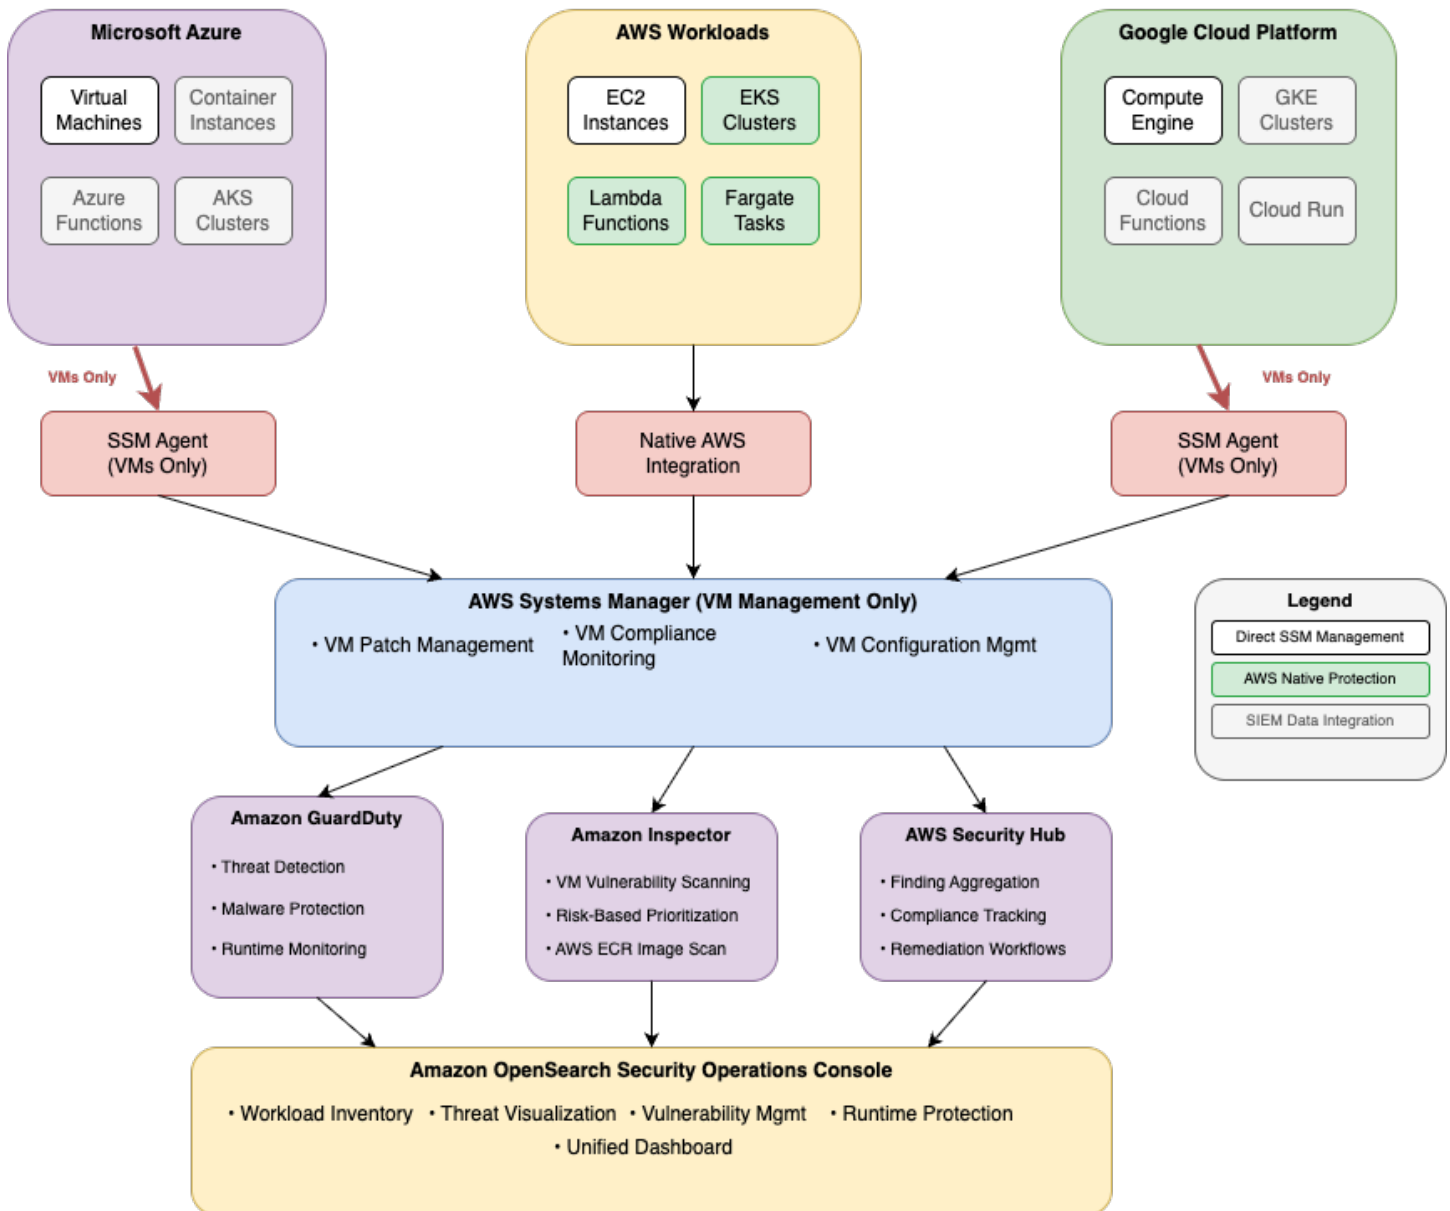 Microsoft Azure
Virtual
Machines
Container
Instances
Azure
Functions
AKS
Clusters
AWS Workloads
EC2
Instances
EKS
Clusters
Lambda
Functions
Fargate
Tasks
Google Cloud Platform
Compute
Engine
GKE
Clusters
Cloud
Functions
Cloud Run
VMs Only
VMs Only
SSM Agent
(VMs Only)
Native AWS
Integration
SSM Agent
(VMs Only)
AWS Systems Manager (VM Management Only)
• VM Patch Management
• VM Compliance
Monitoring
• VM Configuration Mgmt
Legend
Direct SSM Management
AWS Native Protection
SIEM Data Integration
Amazon GuardDuty
• Threat Detection
• Malware Protection
• Runtime Monitoring
Amazon Inspector
• VM Vulnerability Scanning
• Risk-Based Prioritization
• AWS ECR Image Scan
AWS Security Hub
• Finding Aggregation
• Compliance Tracking
• Remediation Workflows
Amazon OpenSearch Security Operations Console
• Workload Inventory • Threat Visualization • Vulnerability Mgmt • Runtime Protection
• Unified Dashboard